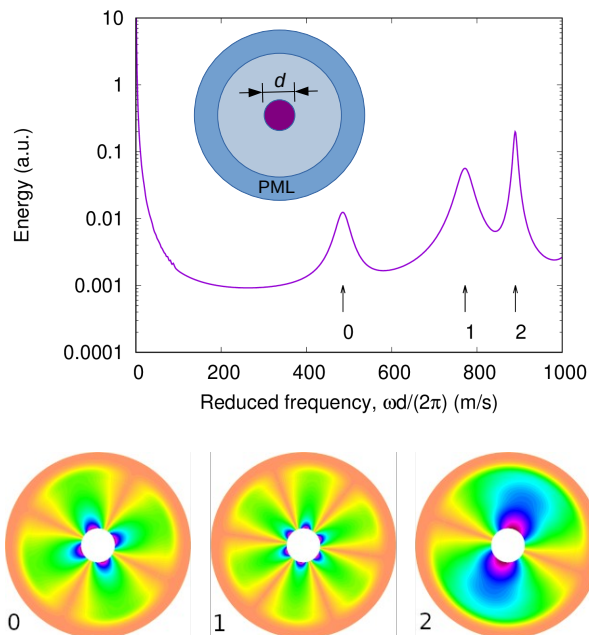 10
1
0.1
0.01
0.001
0.0001
Energy (a.u.)
d
PML
0 1 2
0 200 400 600 800 1000
Reduced frequency, ωd/(2π) (m/s)
0 1 2